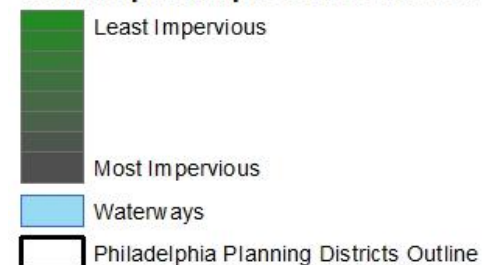 Least Impervious
Most Impervious
Waterways
Philadelphia Planning Districts Outline